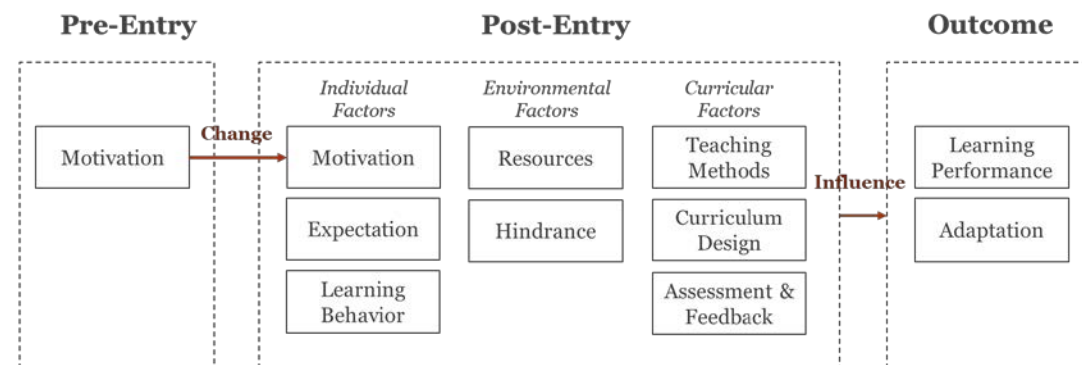 Pre-Entry
Post-Entry
Outcome
Individual
Factors
Environmental
Factors
Curricular
Factors
Change
Motivation
Motivation
Expectation
Learning
Behavior
Resources
Hindrance
Teaching
Methods
Curriculum
Design
Assessment &
Feedback
Influence
Learning
Performance
Adaptation